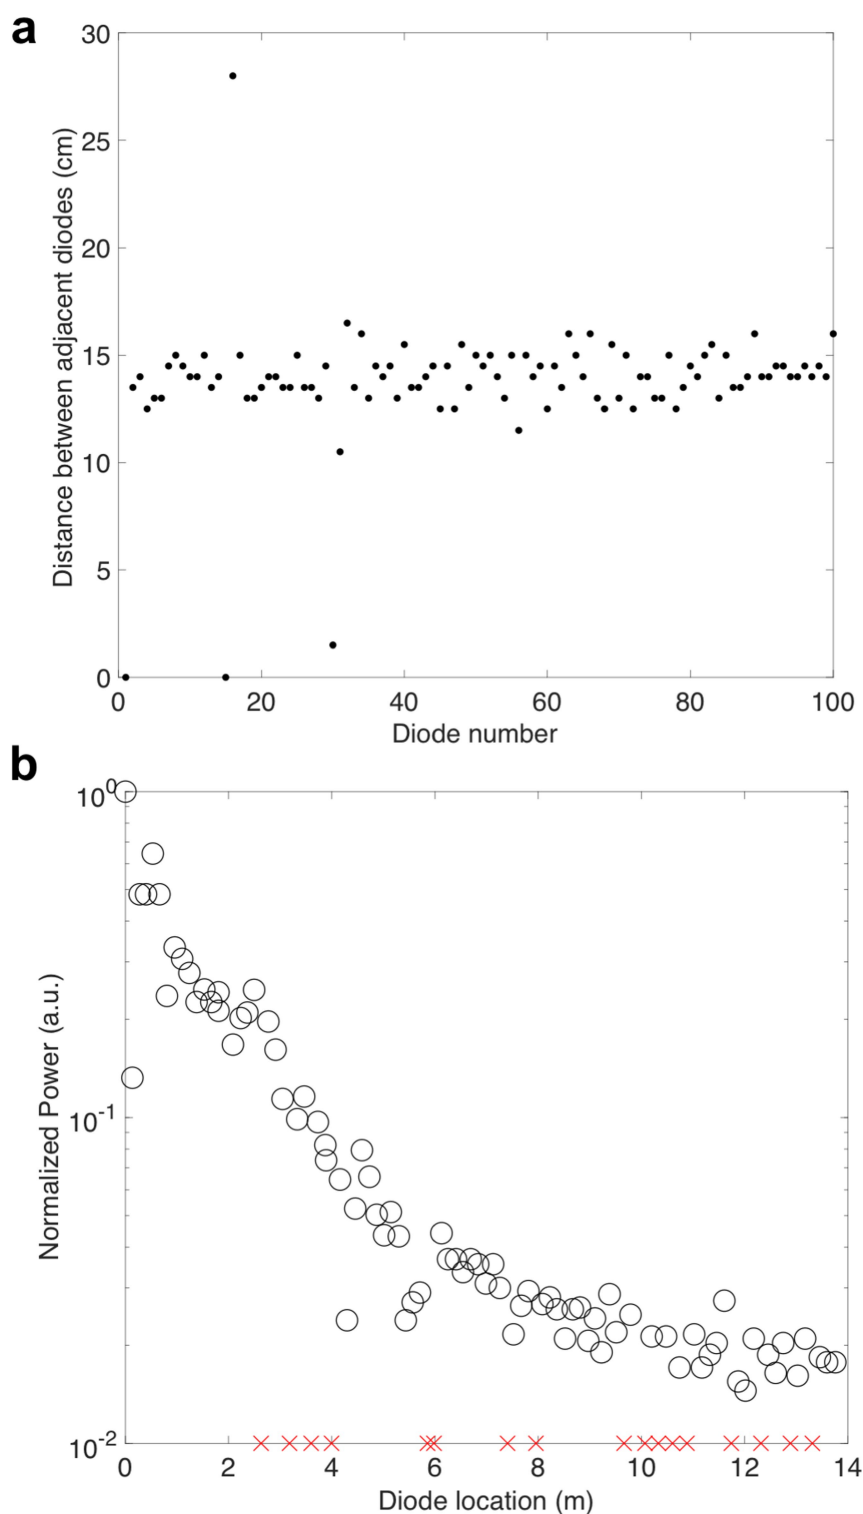 a
30
25
20
15
10
5
0
Distance between adjacent diodes (cm)
0 20 40 60 80 100
Diode number
b
10^0
10^-1
10^-2
Normalized Power (a.u.)
0 2 4 6 8 10 12 14
Diode location (m)